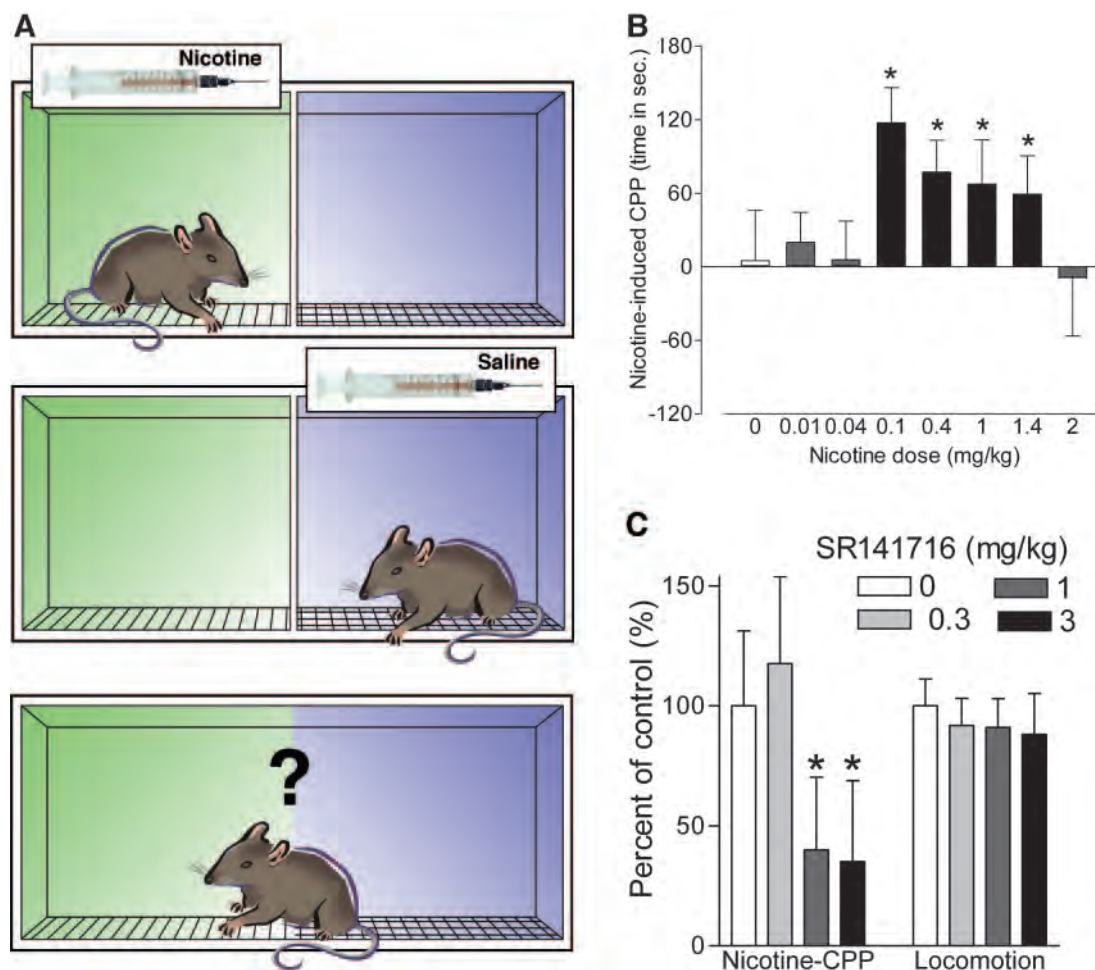 A
Nicotine
Saline
?
B
Nicotine-induced CPP (time in sec.)
180
120
60
0
-60
-120
*
*
*
*
0 0.01 0.04 0.1 0.4 1 1.4 2
Nicotine dose (mg/kg)
C
SR141716 (mg/kg)
0 1
0.3 3
Percent of control (%)
150
100
50
0
* *
Nicotine-CPP Locomotion